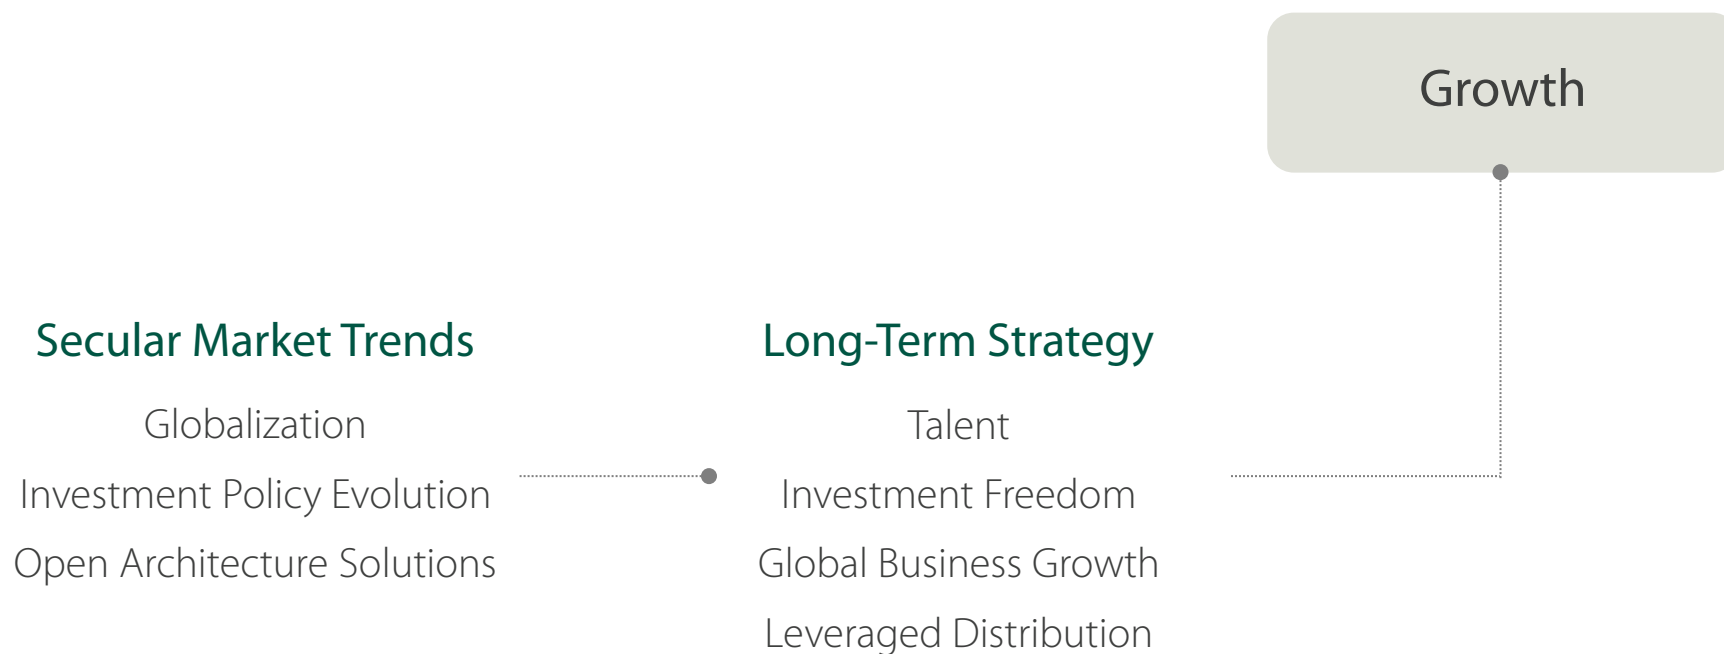 Growth
Secular Market Trends
Globalization
Investment Policy Evolution
Open Architecture Solutions
Long-Term Strategy
Talent
Investment Freedom
Global Business Growth
Leveraged Distribution